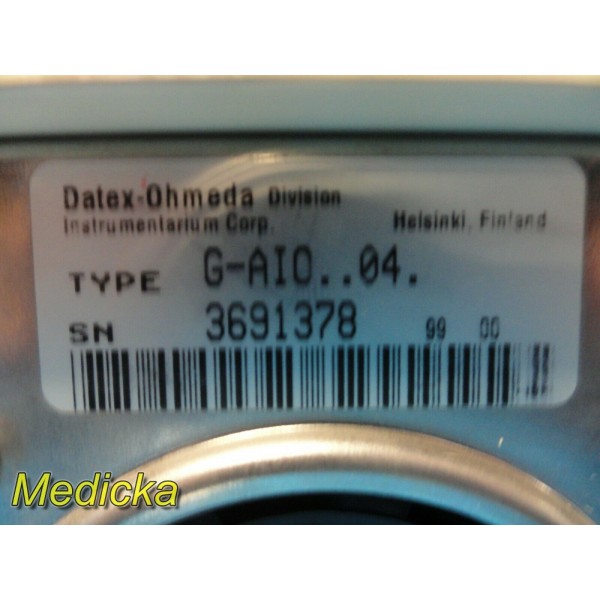 Datex-Ohmeda Division
Instrumentarium Corp. Helsinki, Finland
TYPE G-AIO..04.
SN 3691378 99 00
Medicka